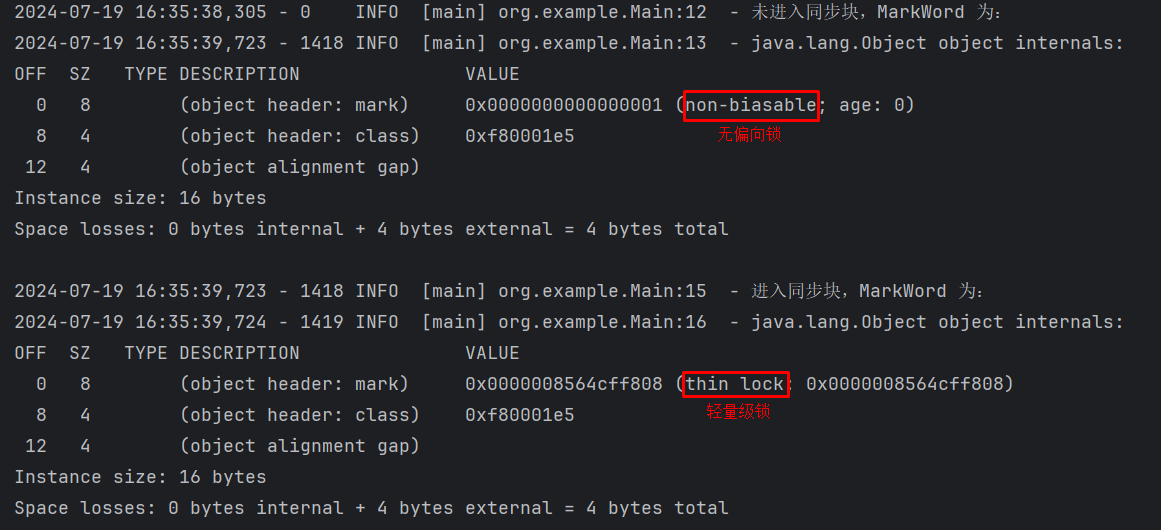 2024-07-19 16:35:38,305 - 0    INFO  [main] org.example.Main:12  - 未进入同步块，MarkWord 为：
2024-07-19 16:35:39,723 - 1418 INFO  [main] org.example.Main:13  - java.lang.Object object internals:
OFF  SZ   TYPE DESCRIPTION               VALUE
  0   8        (object header: mark)     0x0000000000000001 (non-biasable; age: 0)
无偏向锁
  8   4        (object header: class)    0xf80001e5
 12   4        (object alignment gap)
Instance size: 16 bytes
Space losses: 0 bytes internal + 4 bytes external = 4 bytes total
2024-07-19 16:35:39,723 - 1418 INFO  [main] org.example.Main:15  - 进入同步块，MarkWord 为：
2024-07-19 16:35:39,724 - 1419 INFO  [main] org.example.Main:16  - java.lang.Object object internals:
OFF  SZ   TYPE DESCRIPTION               VALUE
  0   8        (object header: mark)     0x0000008564cff808 (thin lock: 0x0000008564cff808)
轻量级锁
  8   4        (object header: class)    0xf80001e5
 12   4        (object alignment gap)
Instance size: 16 bytes
Space losses: 0 bytes internal + 4 bytes external = 4 bytes total